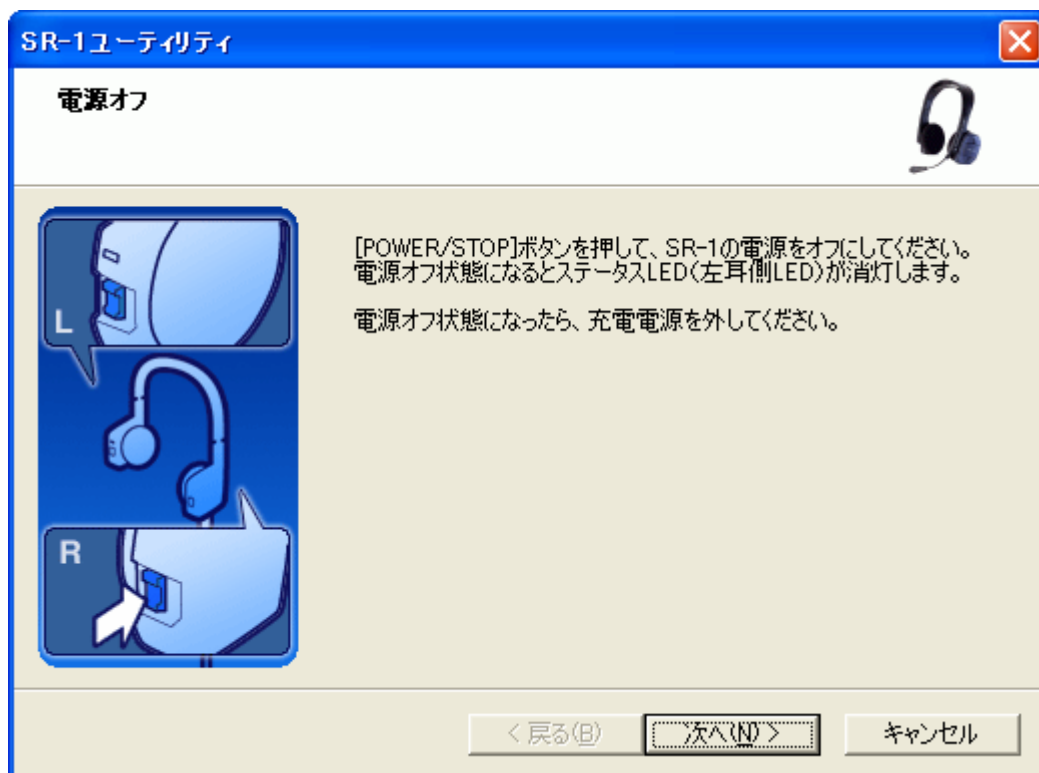 SR-1ユーティリティ
電源オフ
L
R
[POWER/STOP]ボタンを押して、SR-1の電源をオフにしてください。
電源オフ状態になるとステータスLED(左耳側LED)が消灯します。
電源オフ状態になったら、充電電源を外してください。
< 戻る(B)
次へ(N) >
キャンセル